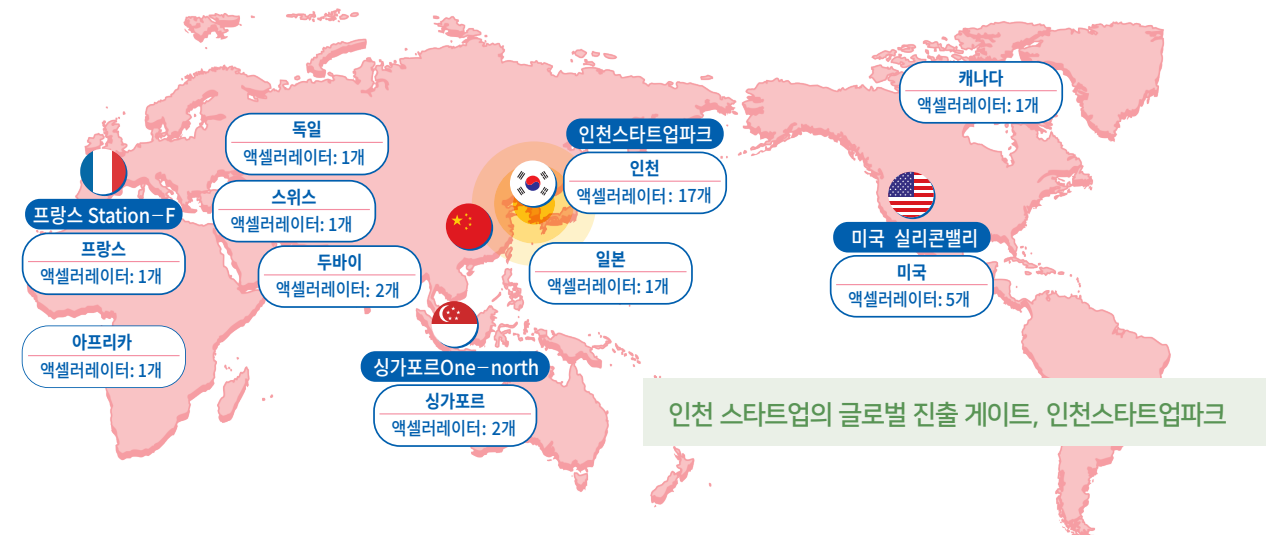 캐나다
액셀러레이터: 1개
독일
액셀러레이터: 1개
인천스타트업파크
인천
액셀러레이터: 17개
스위스
액셀러레이터: 1개
프랑스 Station-F
프랑스
액셀러레이터: 1개
두바이
액셀러레이터: 2개
일본
액셀러레이터: 1개
미국 실리콘밸리
미국
액셀러레이터: 5개
아프리카
액셀러레이터: 1개
싱가포르One-north
싱가포르
액셀러레이터: 2개
인천 스타트업의 글로벌 진출 게이트, 인천스타트업파크